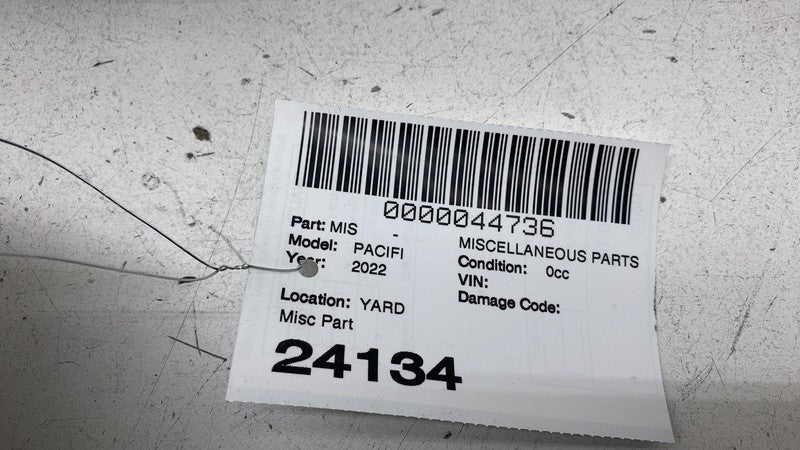 0000044736
Part: MIS - MISCELLANEOUS PARTS
Model: PACIFI Condition: 0cc
Year: 2022 VIN:
Damage Code:
Location: YARD
Misc Part
24134